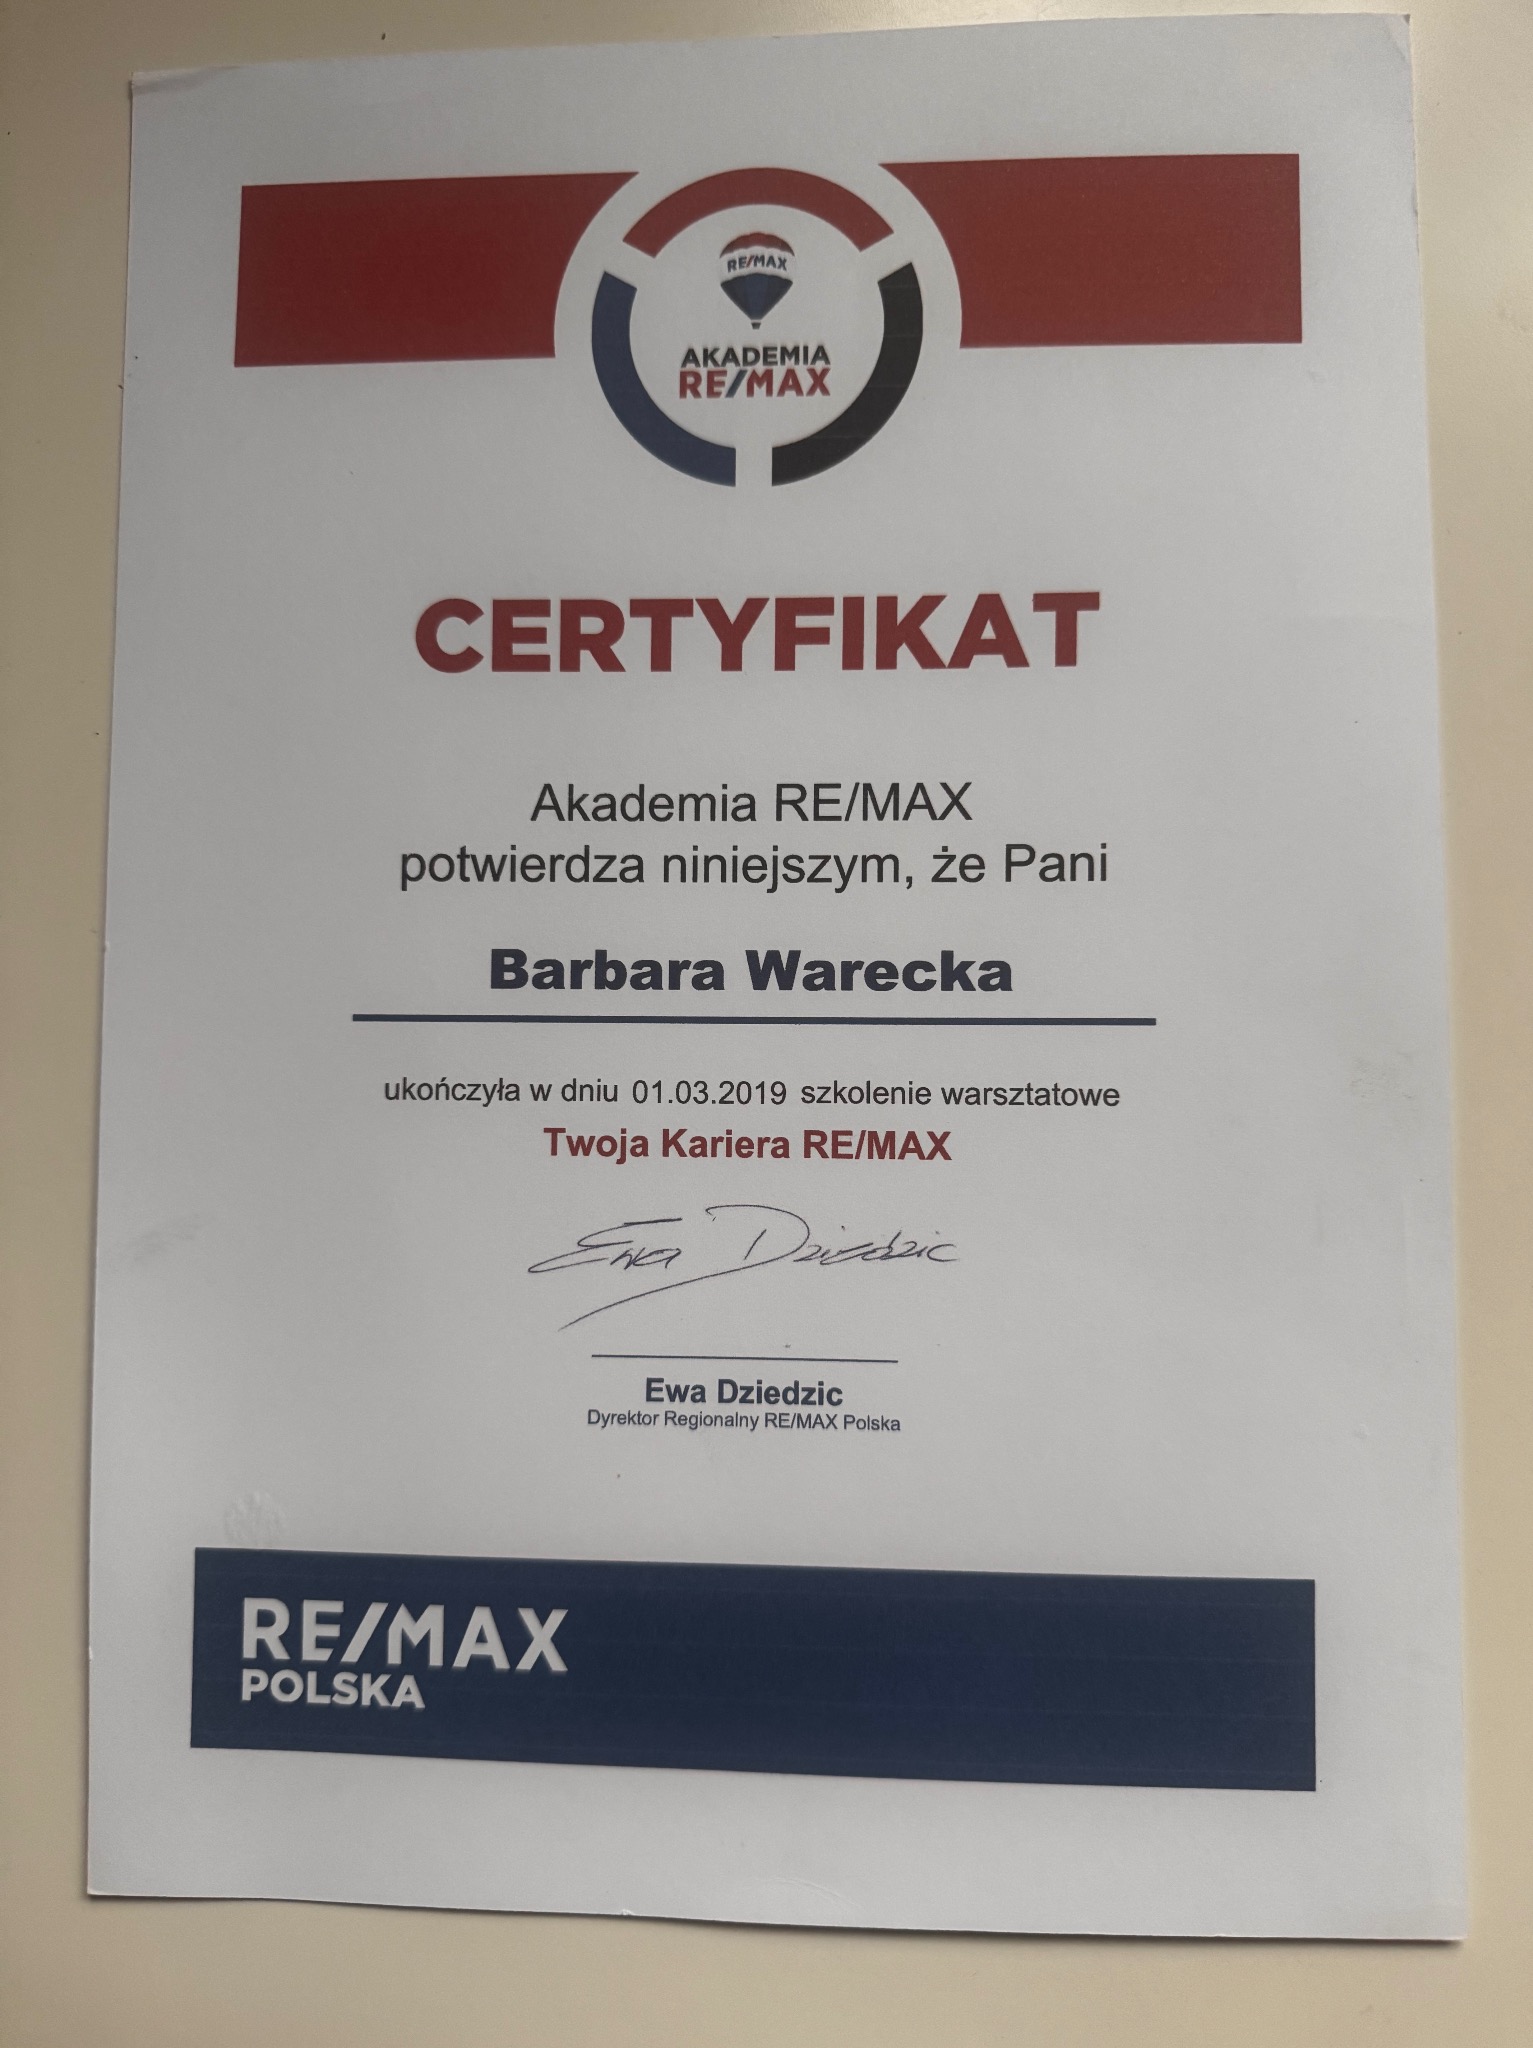 RE/MAX
AKADEMIA
RE/MAX
CERTYFIKAT
Akademia RE/MAX
potwierdza niniejszym, że Pani
Barbara Warecka
ukończyła w dniu 01.03.2019 szkolenie warsztatowe
Twoja Kariera RE/MAX
Ewa Dziedzic
Ewa Dziedzic
Dyrektor Regionalny RE/MAX Polska
RE/MAX
POLSKA